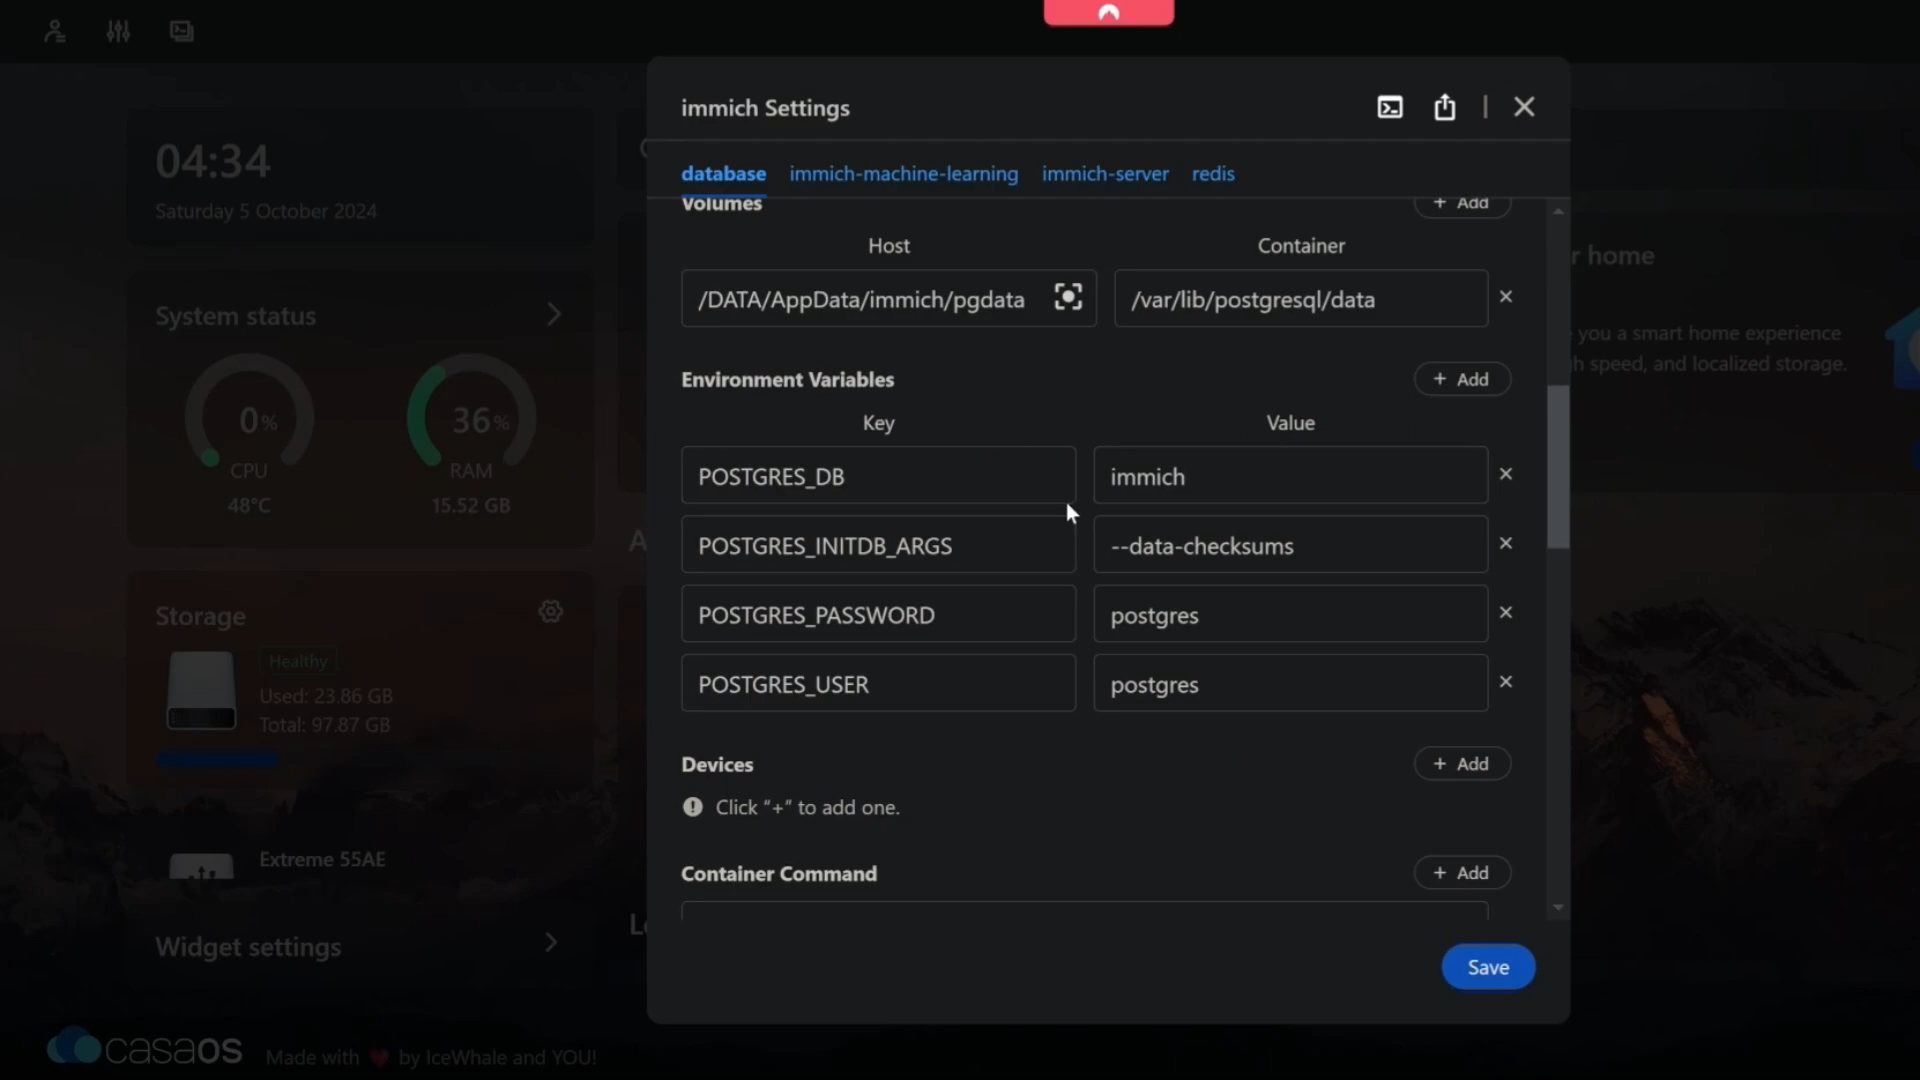 immich Settings
database immich-machine-learning immich-server redis
Volumes + Add
Host Container
/DATA/AppData/immich/pgdata /var/lib/postgresql/data
Environment Variables + Add
Key Value
POSTGRES_DB immich
POSTGRES_INITDB_ARGS --data-checksums
POSTGRES_PASSWORD postgres
POSTGRES_USER postgres
Devices + Add
Click “+” to add one.
Container Command + Add
Save
04:34
Saturday 5 October 2024
System status
0% 36%
CPU RAM
48°C 15.52 GB
Storage
Healthy
Used: 23.86 GB
Total: 97.87 GB
Extreme 55AE
Widget settings
home
you a smart home experience
speed, and localized storage.
casaOS Made with ❤ by IceWhale and YOU!